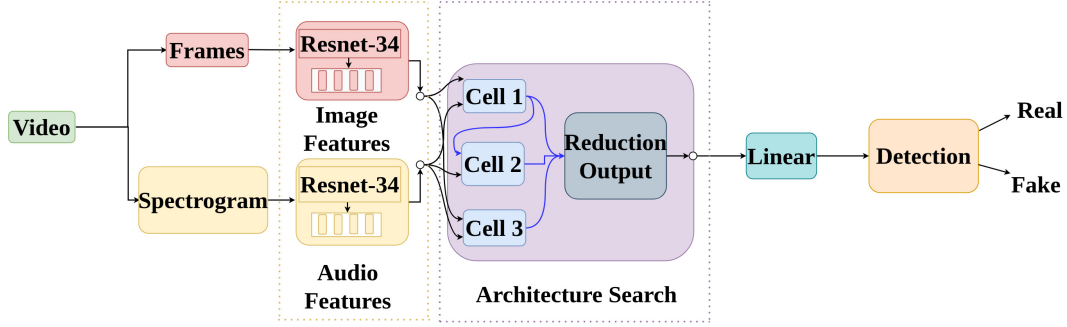 Video
Frames
Spectrogram
Resnet-34
Image
Features
Resnet-34
Audio
Features
Cell 1
Cell 2
Cell 3
Reduction
Output
Architecture Search
Linear
Detection
Real
Fake